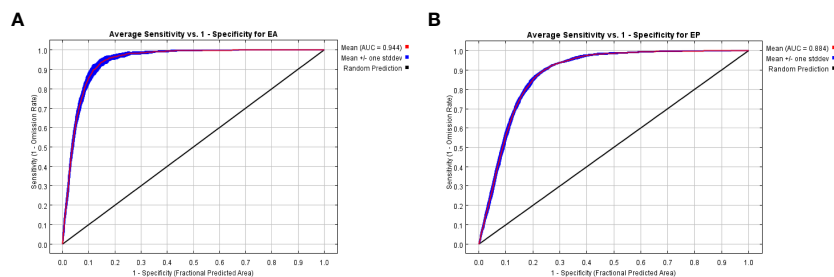 A
Average Sensitivity vs. 1 - Specificity for EA
Sensitivity (1 - Omission Rate)
1.0
0.9
0.8
0.7
0.6
0.5
0.4
0.3
0.2
0.1
0.0
0.0 0.1 0.2 0.3 0.4 0.5 0.6 0.7 0.8 0.9 1.0
1 - Specificity (Fractional Predicted Area)
Mean (AUC = 0.944)
Mean +/- one stddev
Random Prediction
B
Average Sensitivity vs. 1 - Specificity for EP
Sensitivity (1 - Omission Rate)
1.0
0.9
0.8
0.7
0.6
0.5
0.4
0.3
0.2
0.1
0.0
0.0 0.1 0.2 0.3 0.4 0.5 0.6 0.7 0.8 0.9 1.0
1 - Specificity (Fractional Predicted Area)
Mean (AUC = 0.884)
Mean +/- one stddev
Random Prediction